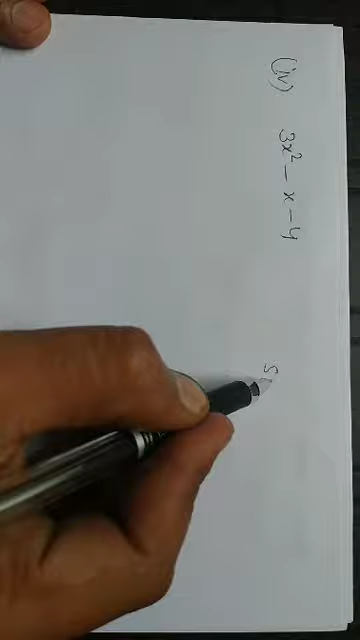 (iv) 3x² - x - 4 S